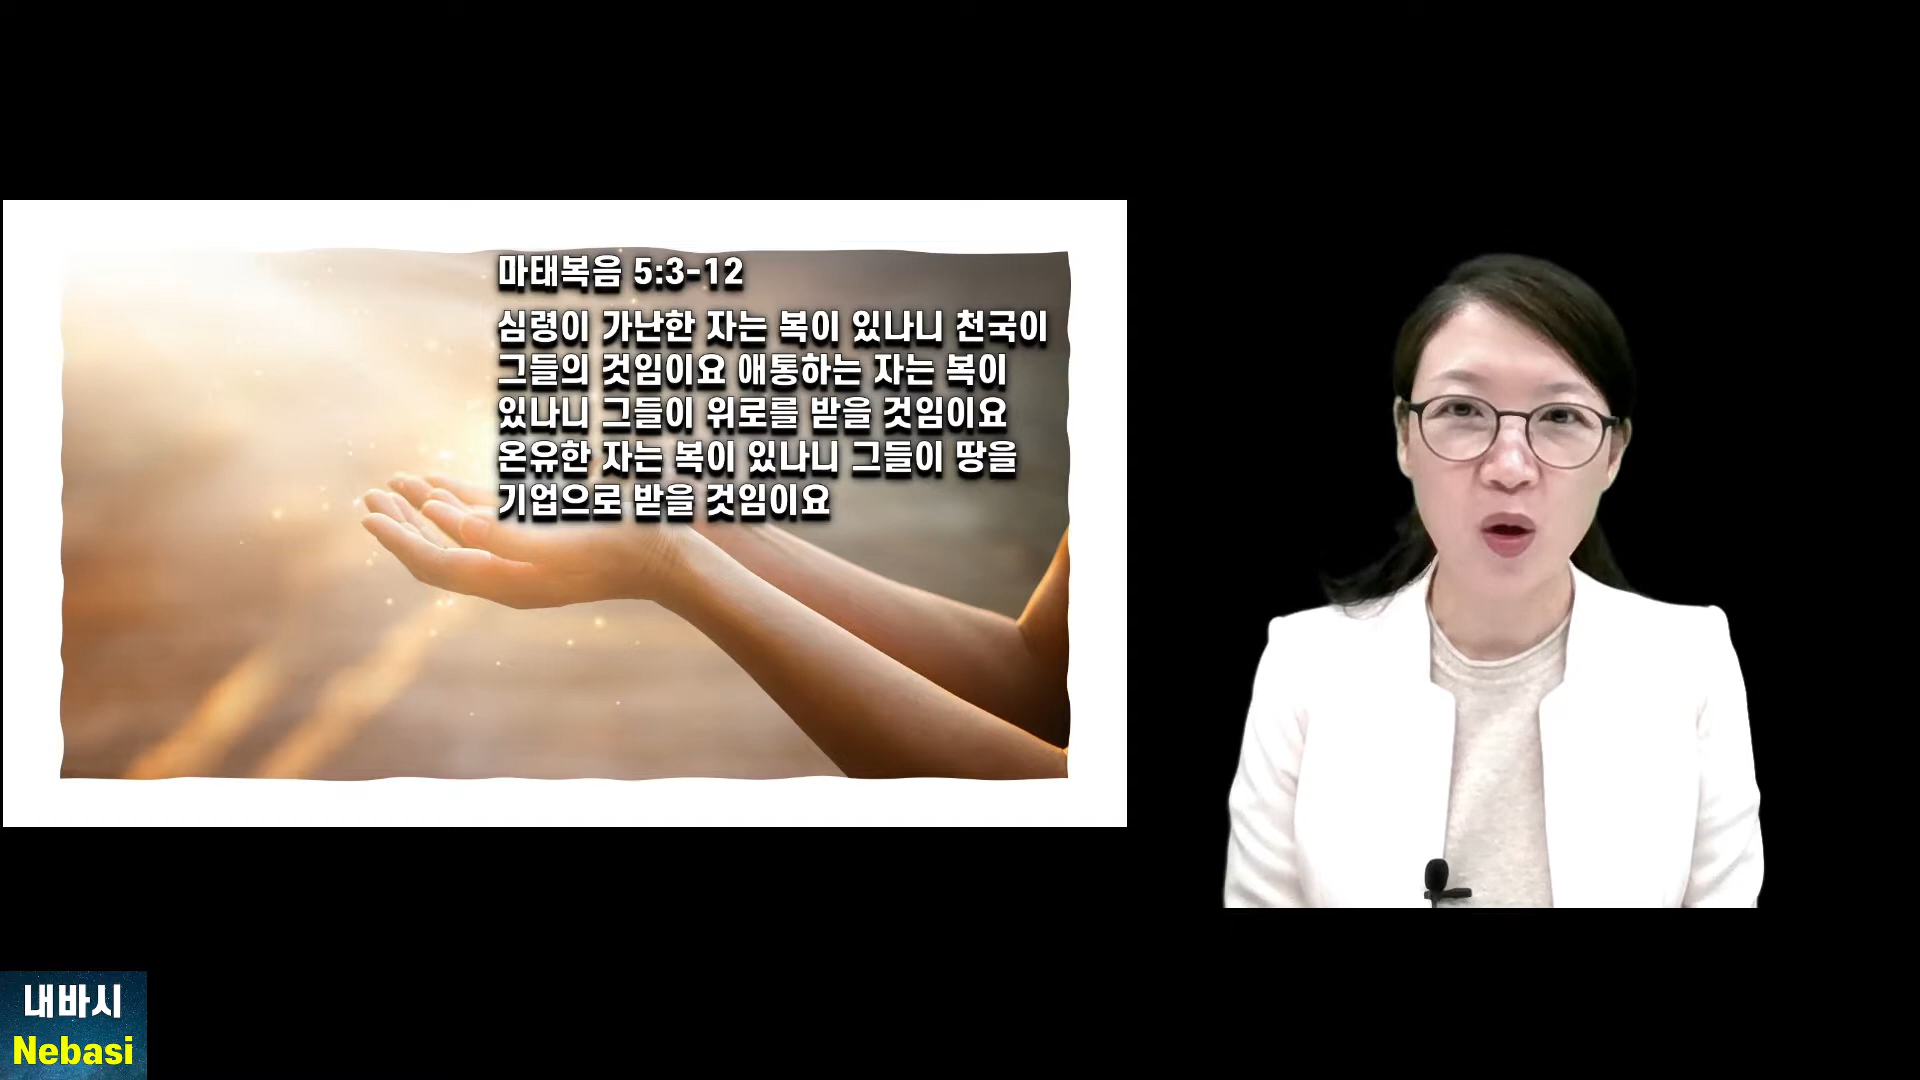 마태복음 5:3-12
심령이 가난한 자는 복이 있나니 천국이
그들의 것임이요 애통하는 자는 복이
있나니 그들이 위로를 받을 것임이요
온유한 자는 복이 있나니 그들이 땅을
기업으로 받을 것임이요
내바시
Nebasi